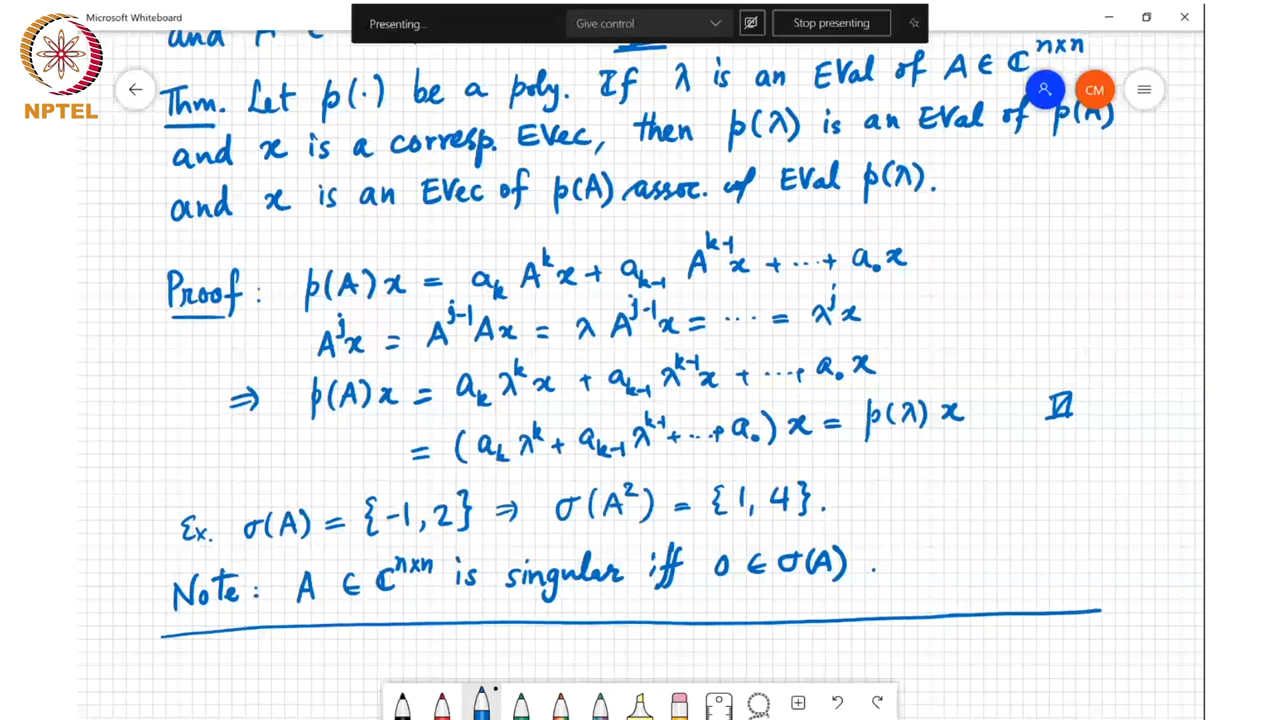 Microsoft Whiteboard
Presenting...
Give control
Stop presenting
NPTEL
CM
and A ∈ ℂ
Thm. Let p(·) be a poly. If λ is an EVal of A ∈ ℂ^{n×n}
and x is a corresp. EVec, then p(λ) is an EVal of p(A)
and x is an EVec of p(A) assoc. w/ EVal p(λ).
Proof: p(A)x = a_k A^k x + a_{k-1} A^{k-1} x + ... + a_0 x
A^j x = A^{j-1} A x = λ A^{j-1} x = ... = λ^j x
⇒ p(A)x = a_k λ^k x + a_{k-1} λ^{k-1} x + ... + a_0 x
= (a_k λ^k + a_{k-1} λ^{k-1} + ... + a_0) x = p(λ) x
Ex. σ(A) = {-1, 2} ⇒ σ(A^2) = {1, 4}.
Note: A ∈ ℂ^{n×n} is singular iff 0 ∈ σ(A).